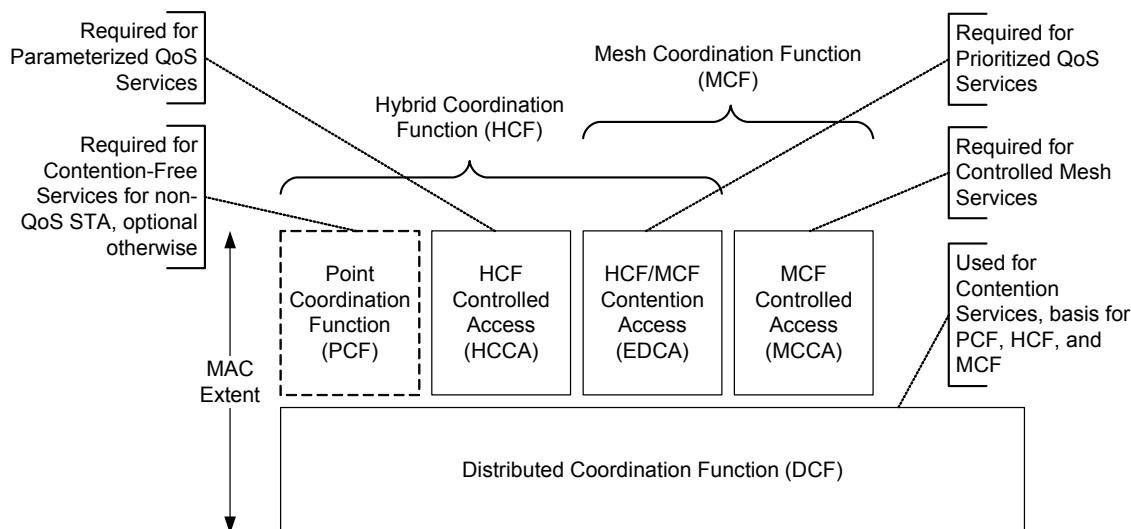 Required for
Parameterized QoS
Services
Mesh Coordination Function
(MCF)
Required for
Prioritized QoS
Services
Hybrid Coordination
Function (HCF)
Required for
Contention-Free
Services for non-
QoS STA, optional
otherwise
Required for
Controlled Mesh
Services
Point
Coordination
Function
(PCF)
HCF
Controlled
Access
(HCCA)
HCF/MCF
Contention
Access
(EDCA)
MCF
Controlled
Access
(MCCA)
Used for
Contention
Services, basis for
PCF, HCF, and
MCF
MAC
Extent
Distributed Coordination Function (DCF)